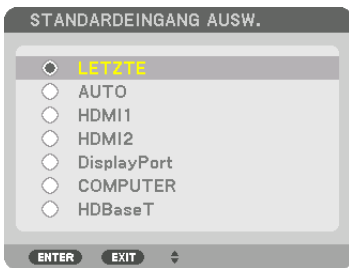 STANDARDEINGANG AUSW.
LETZTE
AUTO
HDMI1
HDMI2
DisplayPort
COMPUTER
HDBaseT
ENTER EXIT